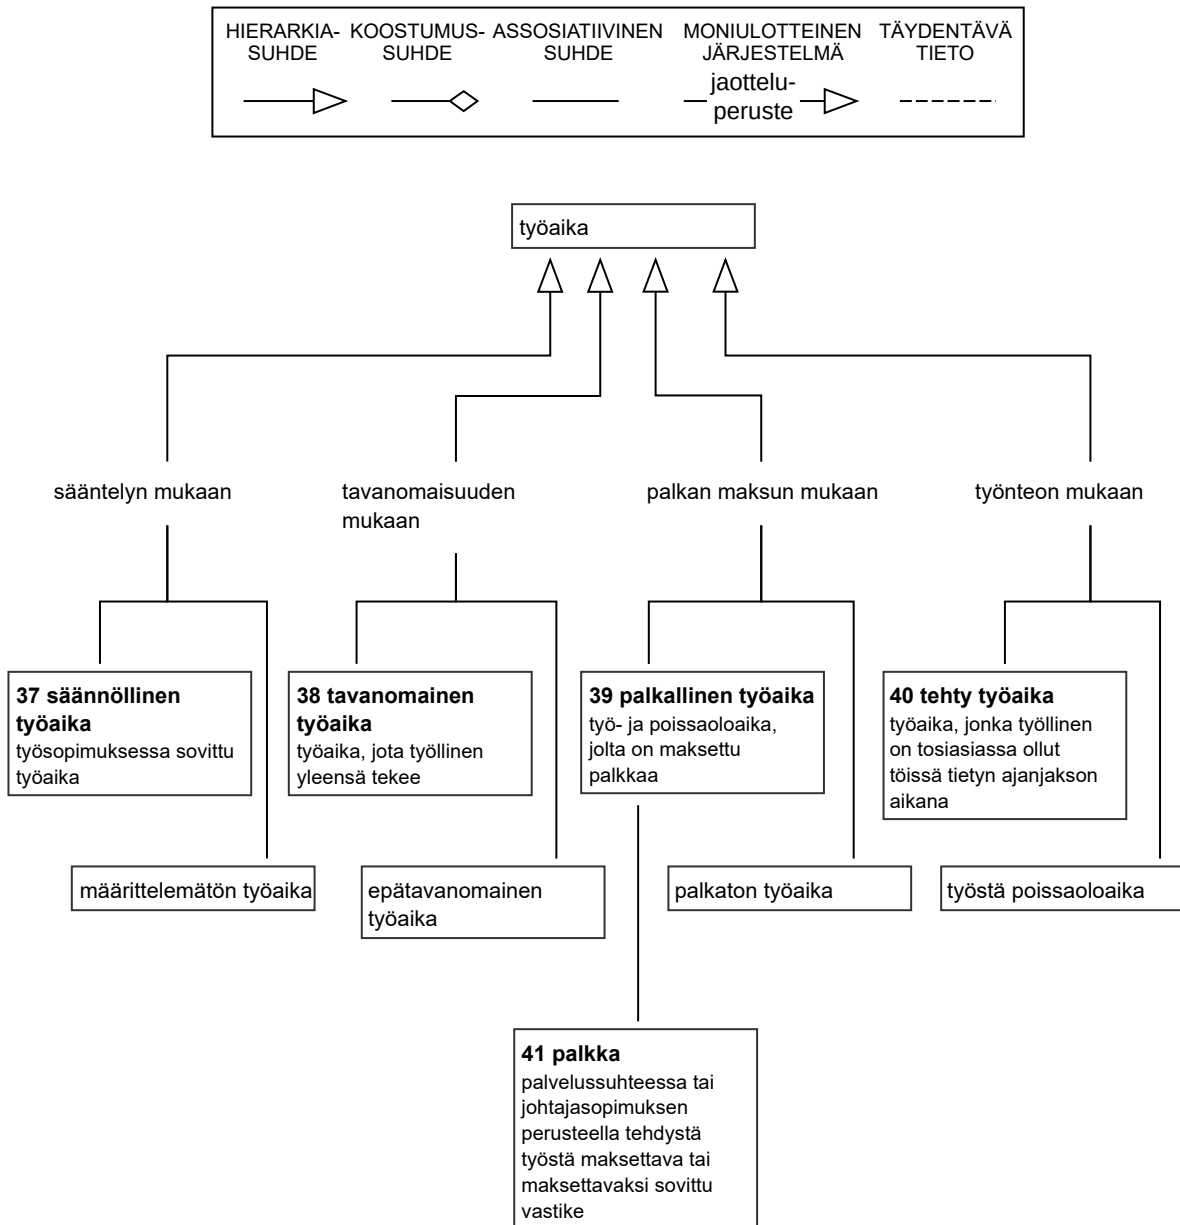 HIERARKIA-
SUHDE
KOOSTUMUS-
SUHDE
ASSOSIATIIVINEN
SUHDE
MONIULOTTEINEN
JÄRJESTELMÄ
jaottelu-
peruste
TÄYDENTÄVÄ
TIETO
työaika
sääntelyn mukaan
tavanomaisuuden
mukaan
palkan maksun mukaan
työnteon mukaan
37 säännöllinen
työaika
työsopimuksessa sovittu
työaika
38 tavanomainen
työaika
työaika, jota työllinen
yleensä tekee
39 palkallinen työaika
työ- ja poissaoloaika,
jolta on maksettu
palkkaa
40 tehty työaika
työaika, jonka työllinen
on tosiasiassa ollut
töissä tietyn ajanjakson
aikana
määrittelemätön työaika
epätavanomainen
työaika
palkaton työaika
työstä poissaoloaika
41 palkka
palvelussuhteessa tai
johtajasopimuksen
perusteella tehdystä
työstä maksettava tai
maksettavaksi sovittu
vastike